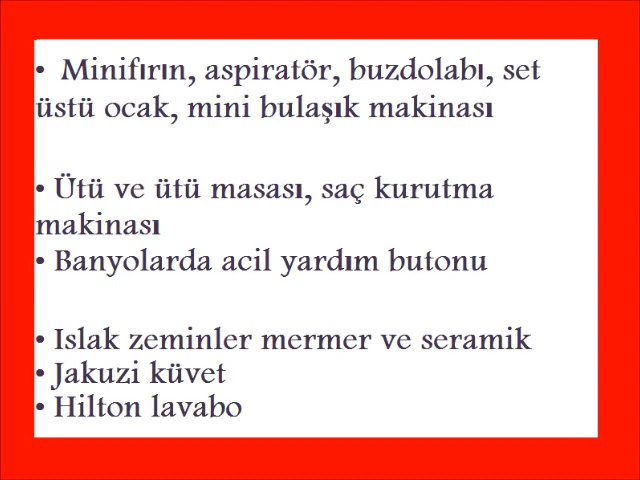 • Minifırın, aspiratör, buzdolabı, set
üstü ocak, mini bulaşık makinası
• Ütü ve ütü masası, saç kurutma
makinası
• Banyolarda acil yardım butonu
• Islak zeminler mermer ve seramik
• Jakuzi küvet
• Hilton lavabo